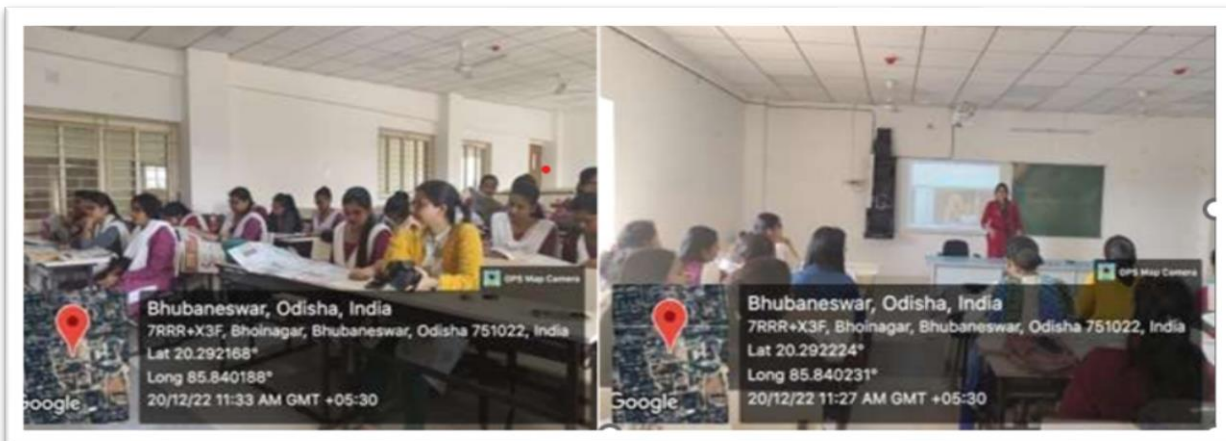 GPS Map Camera
Bhubaneswar, Odisha, India
7RRR+X3F, Bhoinagar, Bhubaneswar, Odisha 751022, India
Lat 20.292168°
Long 85.840188°
20/12/22 11:33 AM GMT +05:30
Google
GPS Map Camera
Bhubaneswar, Odisha, India
7RRR+X3F, Bhoinagar, Bhubaneswar, Odisha 751022, India
Lat 20.292224°
Long 85.840231°
20/12/22 11:27 AM GMT +05:30
Google